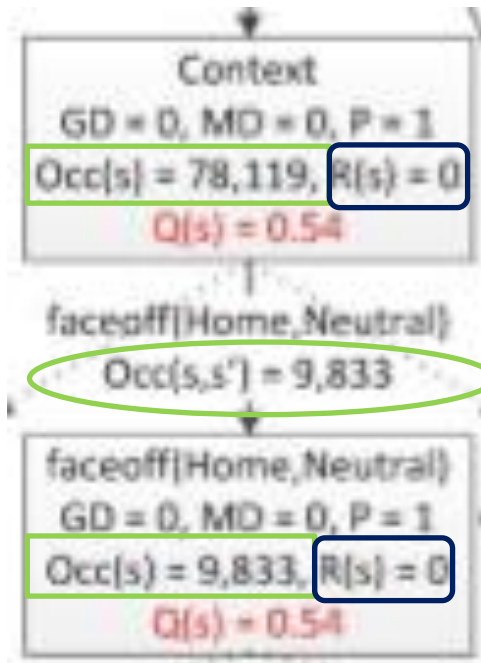 Context
GD = 0, MD = 0, P = 1
Occ(s) = 78,119, R(s) = 0
Q(s) = 0.54
faceoff(Home,Neutral)
Occ(s,s') = 9,833
faceoff(Home,Neutral)
GD = 0, MD = 0, P = 1
Occ(s) = 9,833, R(s) = 0
Q(s) = 0.54